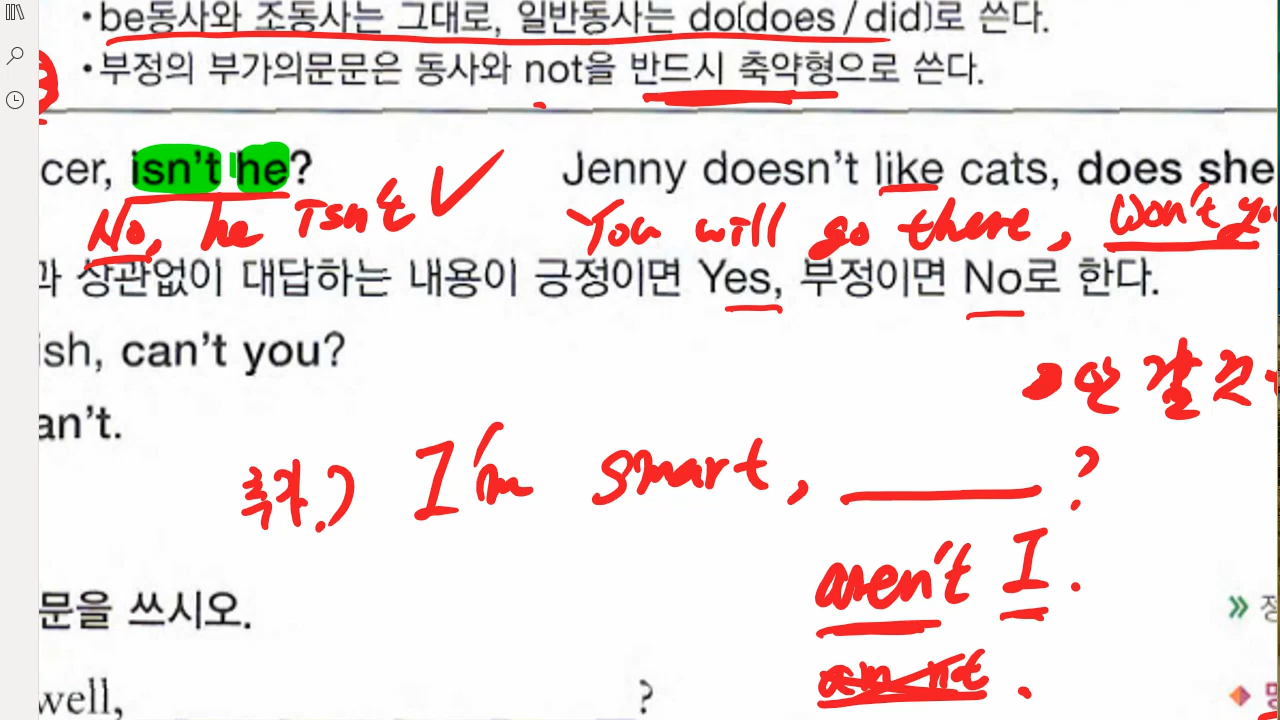 •be동사와 조동사는 그대로, 일반동사는 do(does/did)로 쓴다.
•부정의 부가의문문은 동사와 not을 반드시 축약형으로 쓴다.
cer, isn't he? Jenny doesn't like cats, does she
No, he isn't You will go there, won't you
과 상관없이 대답하는 내용이 긍정이면 Yes, 부정이면 No로 한다.
ish, can't you?
an't.
추가.) I'm smart, ______?
aren't I.
am not.
문을 쓰시오.
well, ______?